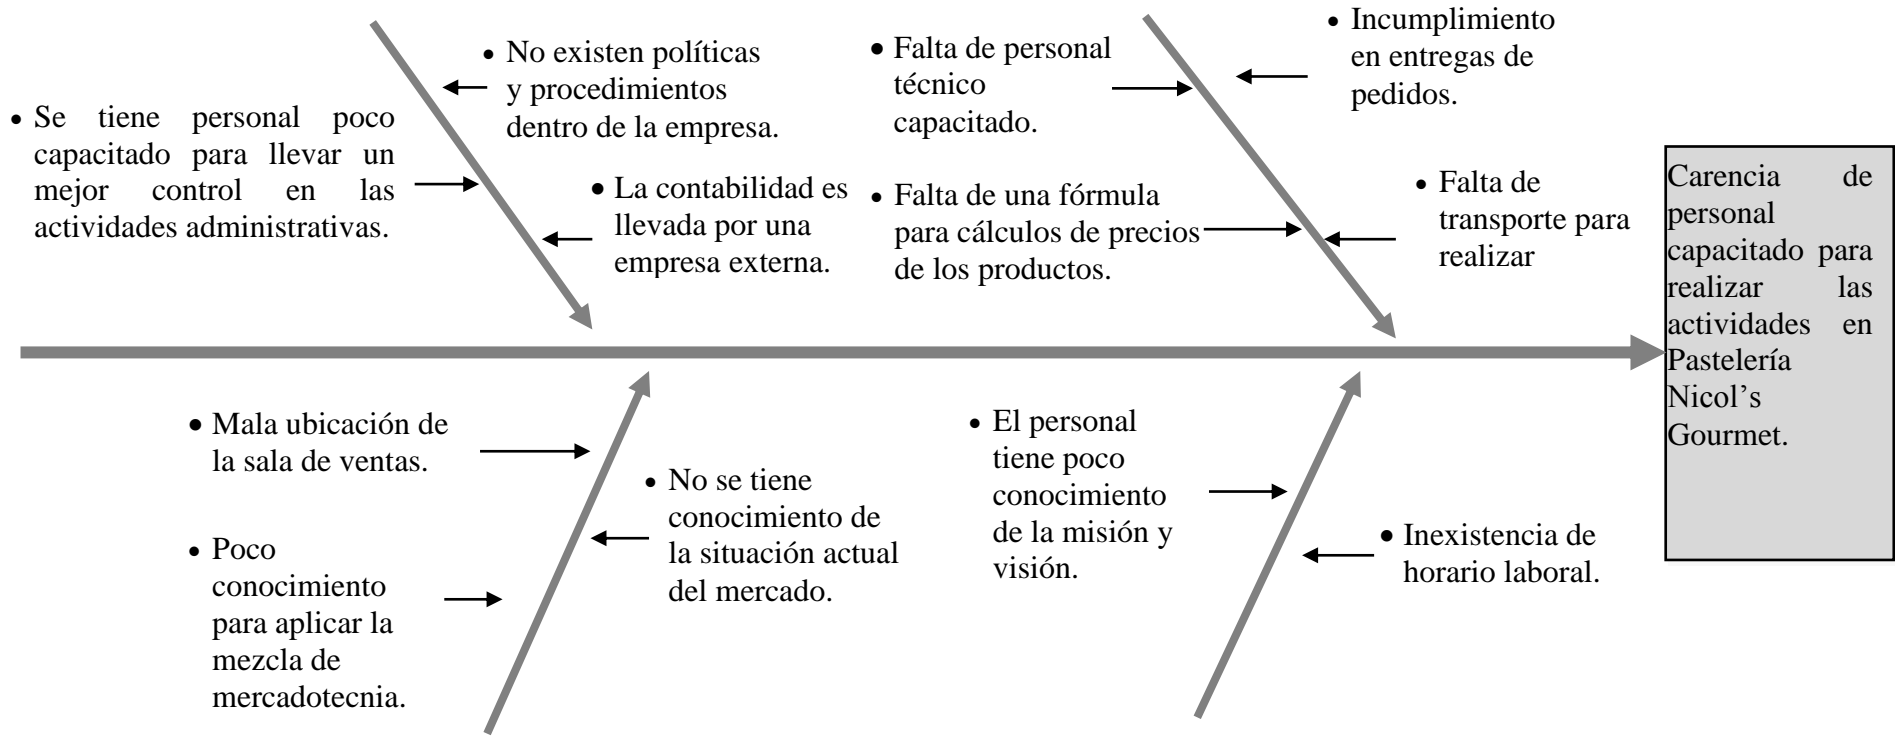 • Se tiene personal poco
capacitado para llevar un
mejor control en las
actividades administrativas.
• No existen políticas
y procedimientos
dentro de la empresa.
• La contabilidad es
llevada por una
empresa externa.
• Falta de personal
técnico
capacitado.
• Falta de una fórmula
para cálculos de precios
de los productos.
• Incumplimiento
en entregas de
pedidos.
• Falta de
transporte para
realizar
Carencia de
personal
capacitado para
realizar las
actividades en
Pastelería
Nicol’s
Gourmet.
• Mala ubicación de
la sala de ventas.
• Poco
conocimiento
para aplicar la
mezcla de
mercadotecnia.
• No se tiene
conocimiento de
la situación actual
del mercado.
• El personal
tiene poco
conocimiento
de la misión y
visión.
• Inexistencia de
horario laboral.